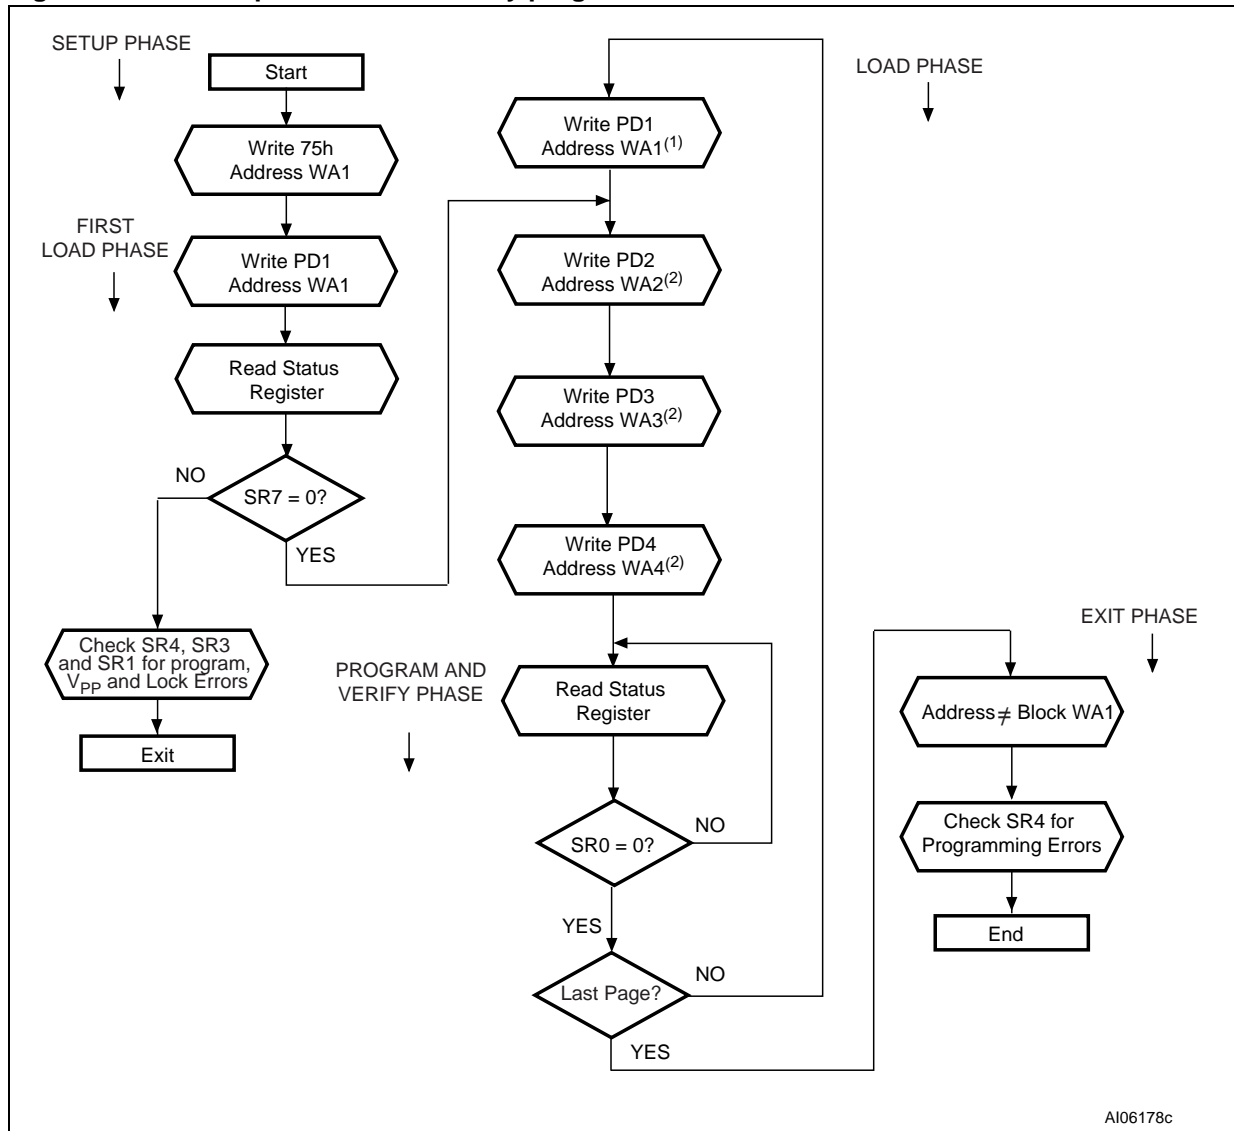 SETUP PHASE
Start
Write 75h
Address WA1
FIRST
LOAD PHASE
Write PD1
Address WA1
Read Status
Register
NO
SR7 = 0?
YES
Check SR4, SR3
and SR1 for program,
VPP and Lock Errors
Exit
LOAD PHASE
Write PD1
Address WA1(1)
Write PD2
Address WA2(2)
Write PD3
Address WA3(2)
Write PD4
Address WA4(2)
PROGRAM AND
VERIFY PHASE
Read Status
Register
SR0 = 0?
NO
YES
Last Page?
NO
YES
EXIT PHASE
Address ≠ Block WA1
Check SR4 for
Programming Errors
End
AI06178c